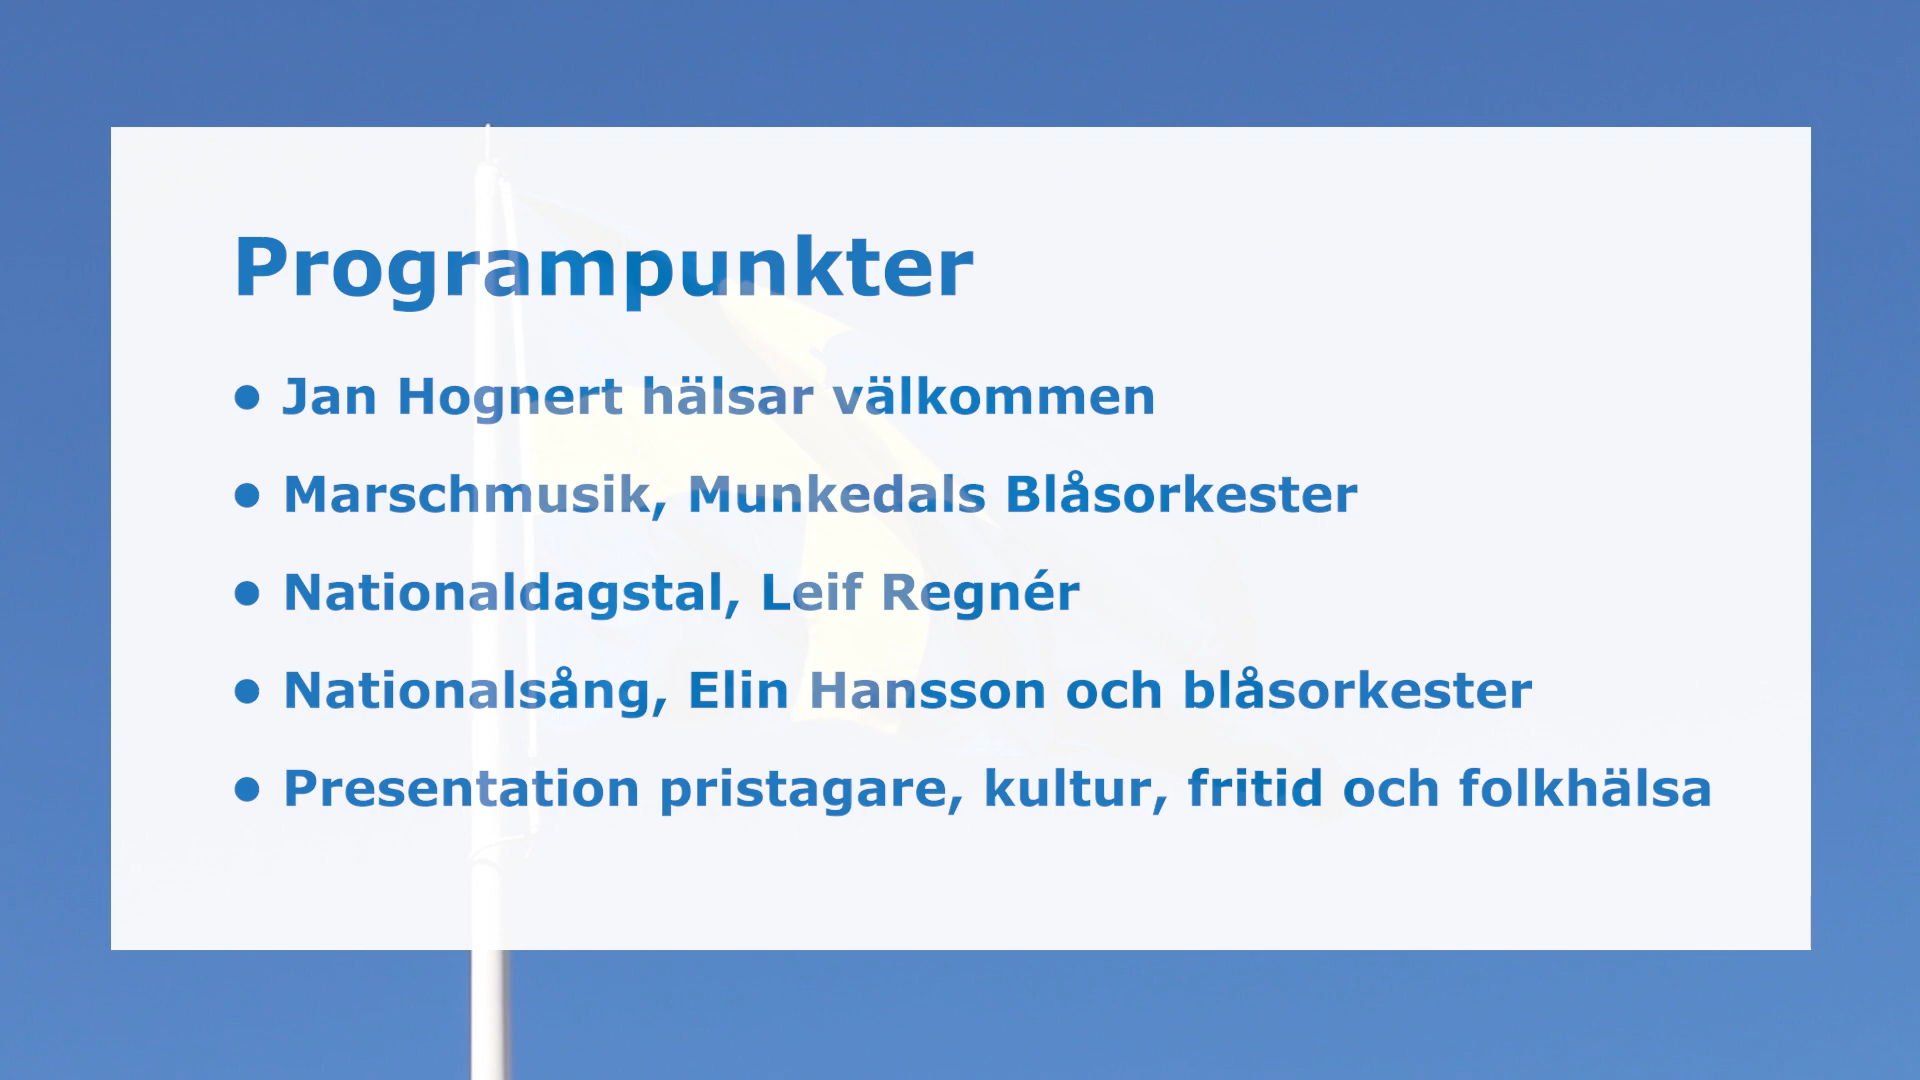 Programpunkter
• Jan Hognert hälsar välkommen
• Marschmusik, Munkedals Blåsorkester
• Nationaldagstal, Leif Regnér
• Nationalsång, Elin Hansson och blåsorkester
• Presentation pristagare, kultur, fritid och folkhälsa